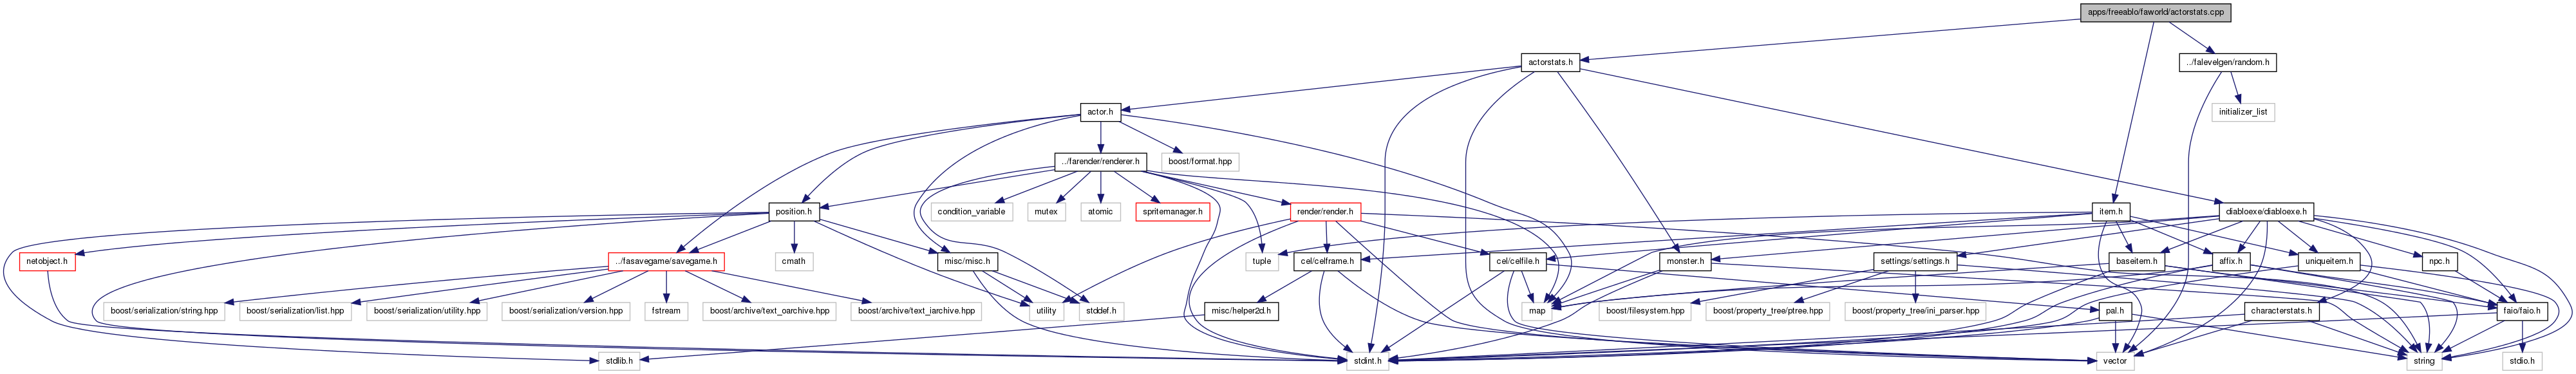 apps/freeablo/faworld/actorstats.cpp
actorstats.h
../falevelgen/random.h
actor.h
initializer_list
../farender/renderer.h
boost/format.hpp
position.h
condition_variable
mutex
atomic
spritemanager.h
render/render.h
item.h
diabloexe/diabloexe.h
netobject.h
../fasavegame/savegame.h
cmath
misc/misc.h
tuple
cel/celframe.h
cel/celfile.h
monster.h
settings/settings.h
baseitem.h
affix.h
uniqueitem.h
npc.h
boost/serialization/string.hpp
boost/serialization/list.hpp
boost/serialization/utility.hpp
boost/serialization/version.hpp
fstream
boost/archive/text_oarchive.hpp
boost/archive/text_iarchive.hpp
utility
stddef.h
misc/helper2d.h
map
boost/filesystem.hpp
boost/property_tree/ptree.hpp
boost/property_tree/ini_parser.hpp
pal.h
characterstats.h
faio/faio.h
stdlib.h
stdint.h
vector
string
stdio.h